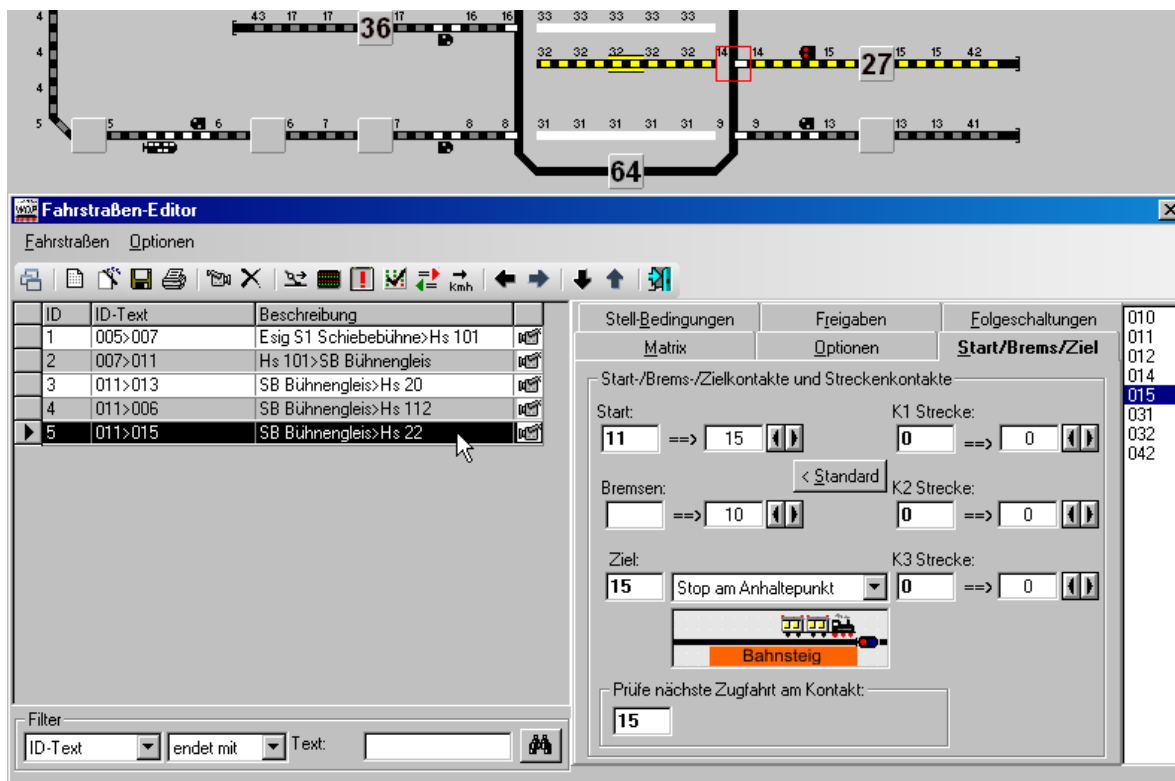 4 43 17 17 17 16 16 33 33 33 33 33
36
4 32 32 32 32 32 14 14 15 15 15 42
27
4
5 5 6 6 7 7 8 8 31 31 31 31 31 9 9 13 13 13 41
64
WDP Fahrstraßen-Editor
Fahrstraßen Optionen
Kmh
ID ID-Text Beschreibung
1 005>007 Esig S1 Schiebebühne>Hs 101
2 007>011 Hs 101>SB Bühnengleis
3 011>013 SB Bühnengleis>Hs 20
4 011>006 SB Bühnengleis>Hs 112
5 011>015 SB Bühnengleis>Hs 22
Filter
ID-Text endet mit Text:
Stell-Bedingungen Freigaben Folgeschaltungen
Matrix Optionen Start/Brems/Ziel
Start-/Brems-/Zielkontakte und Streckenkontakte
Start: K1 Strecke:
11 ==> 15 0 ==> 0
< Standard
Bremsen: K2 Strecke:
==> 10 0 ==> 0
Ziel: K3 Strecke:
15 Stop am Anhaltepunkt 0 ==> 0
Bahnsteig
Prüfe nächste Zugfahrt am Kontakt:
15
010
011
012
014
015
031
032
042